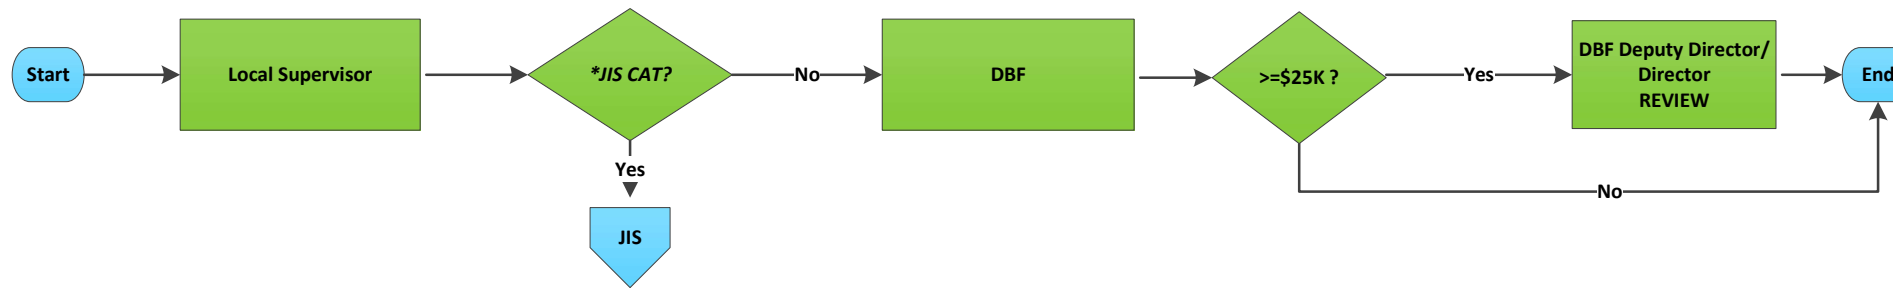 Start
Local Supervisor
*JIS CAT?
No
DBF
>=$25K ?
Yes
DBF Deputy Director/
Director
REVIEW
End
Yes
No
JIS